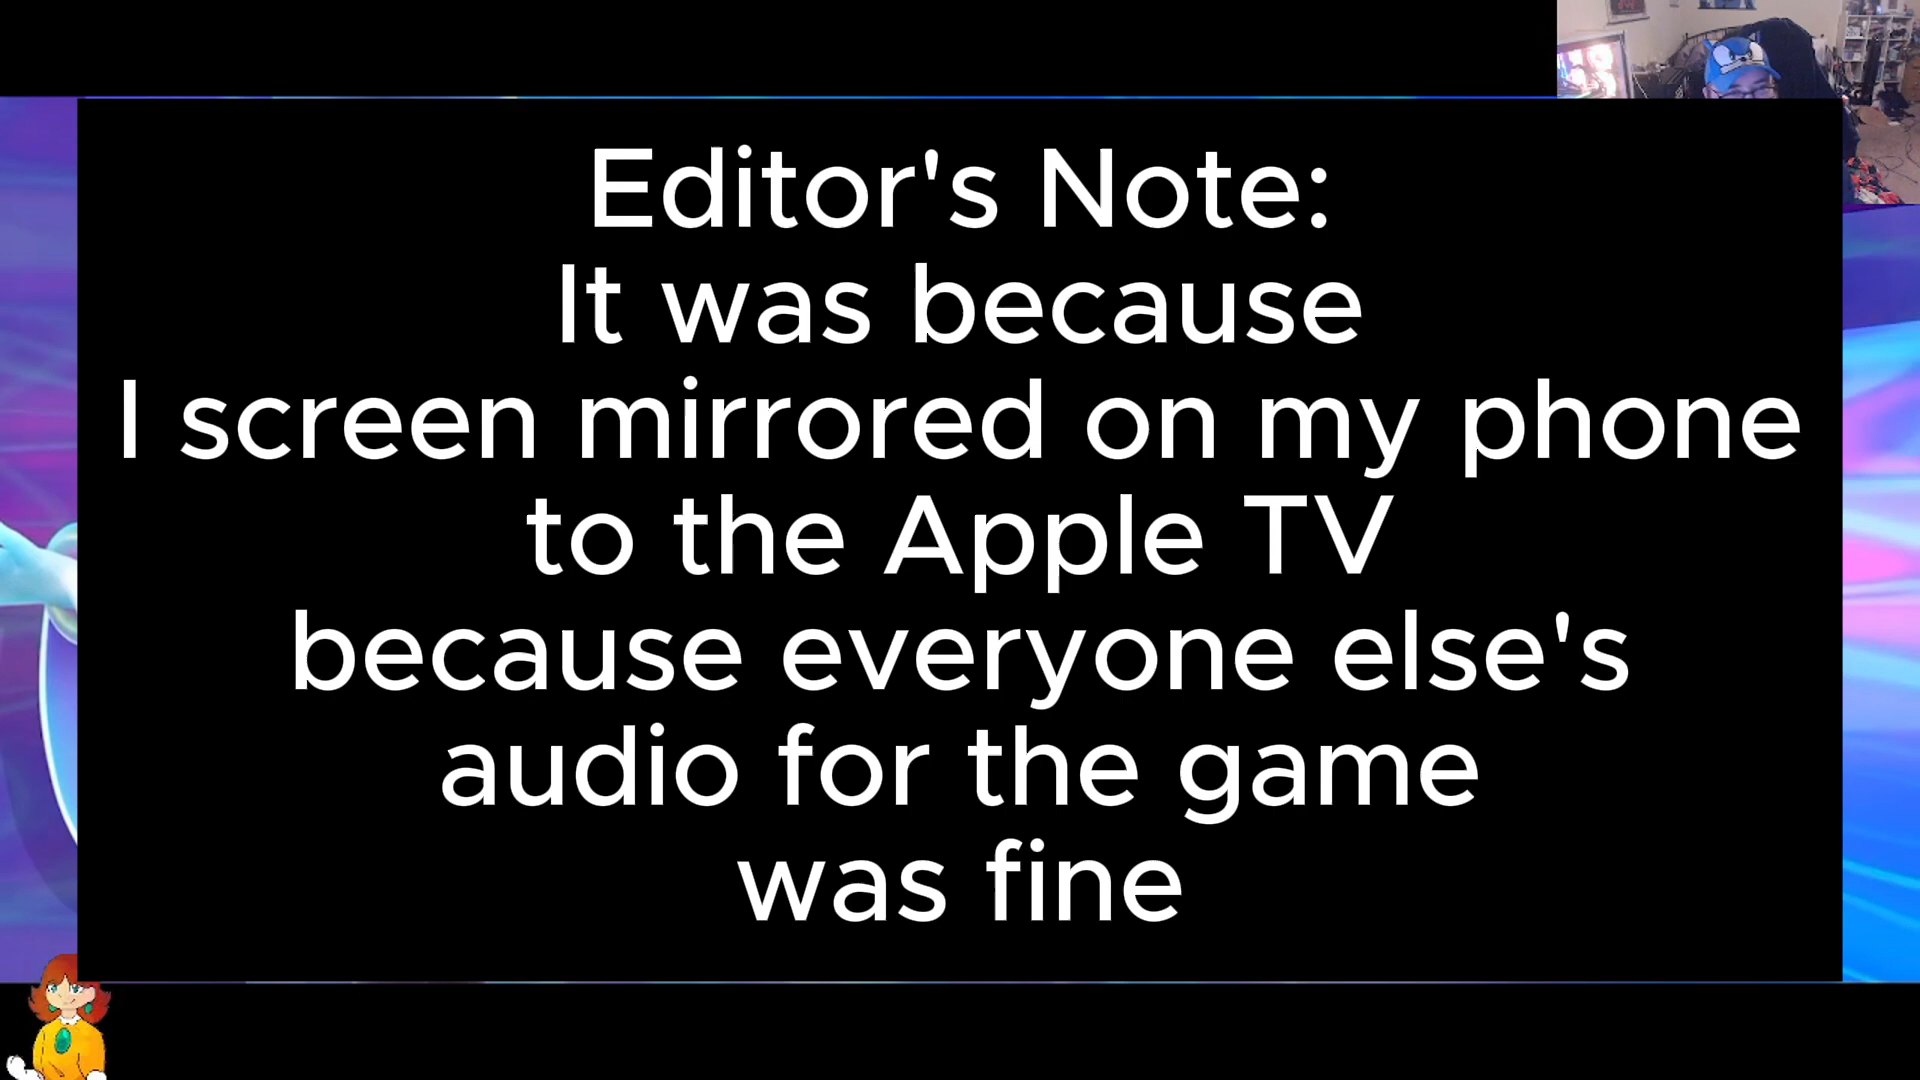 Editor's Note:
It was because
I screen mirrored on my phone
to the Apple TV
because everyone else's
audio for the game
was fine